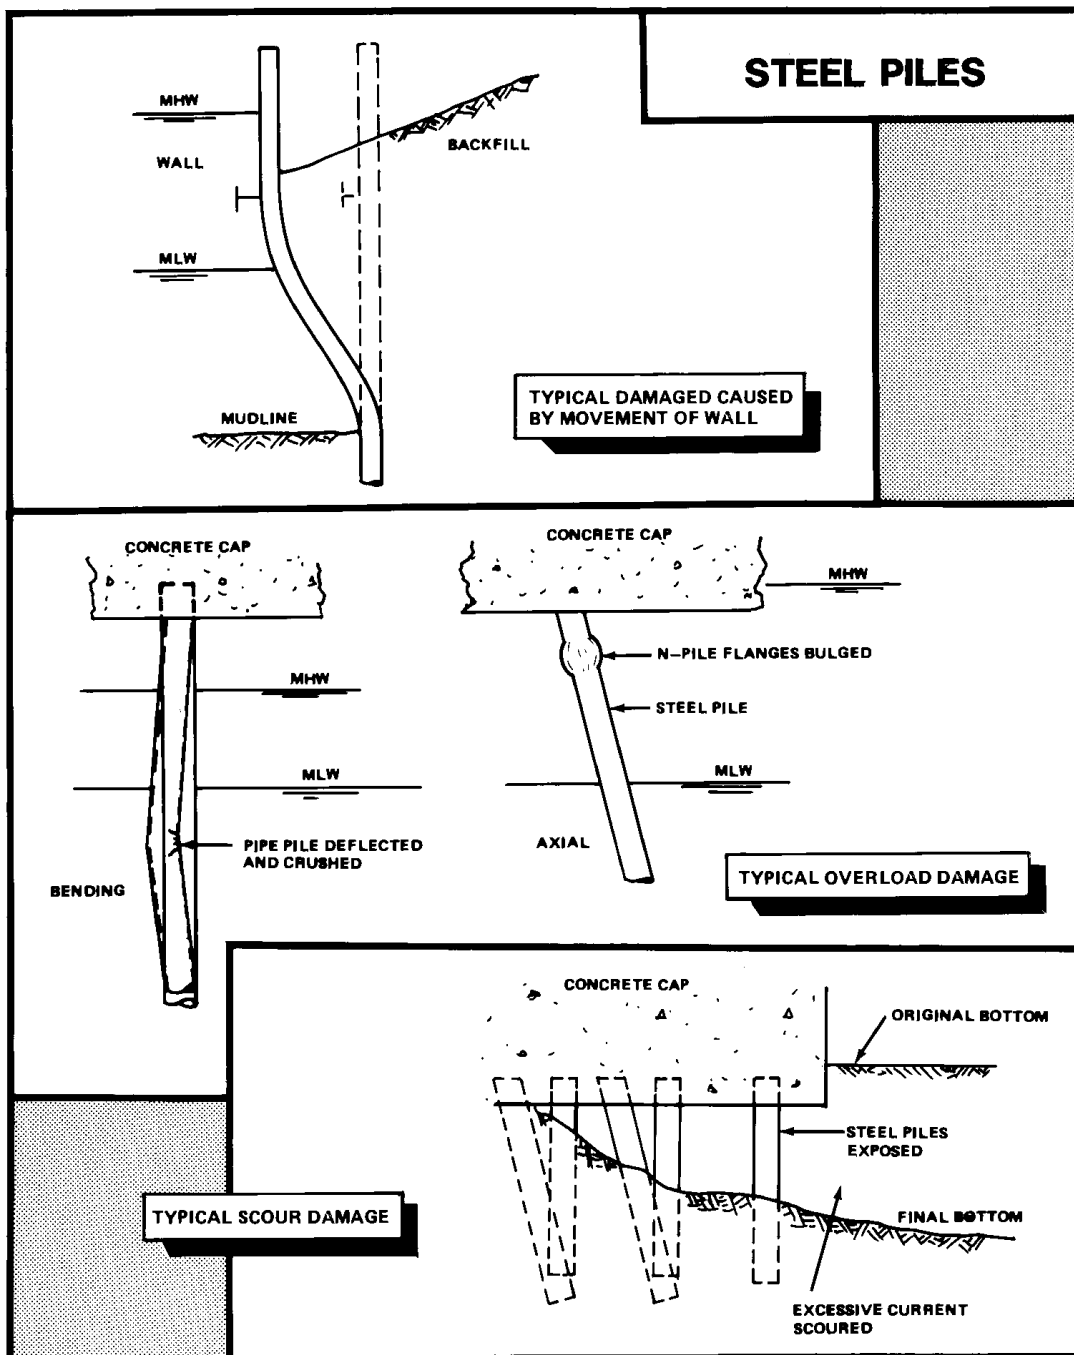 STEEL PILES
MHW
WALL
BACKFILL
MLW
MUDLINE
TYPICAL DAMAGED CAUSED
BY MOVEMENT OF WALL
CONCRETE CAP
MHW
MLW
PIPE PILE DEFLECTED
AND CRUSHED
BENDING
CONCRETE CAP
MHW
N-PILE FLANGES BULGED
STEEL PILE
MLW
AXIAL
TYPICAL OVERLOAD DAMAGE
CONCRETE CAP
ORIGINAL BOTTOM
STEEL PILES
EXPOSED
FINAL BOTTOM
TYPICAL SCOUR DAMAGE
EXCESSIVE CURRENT
SCOURED